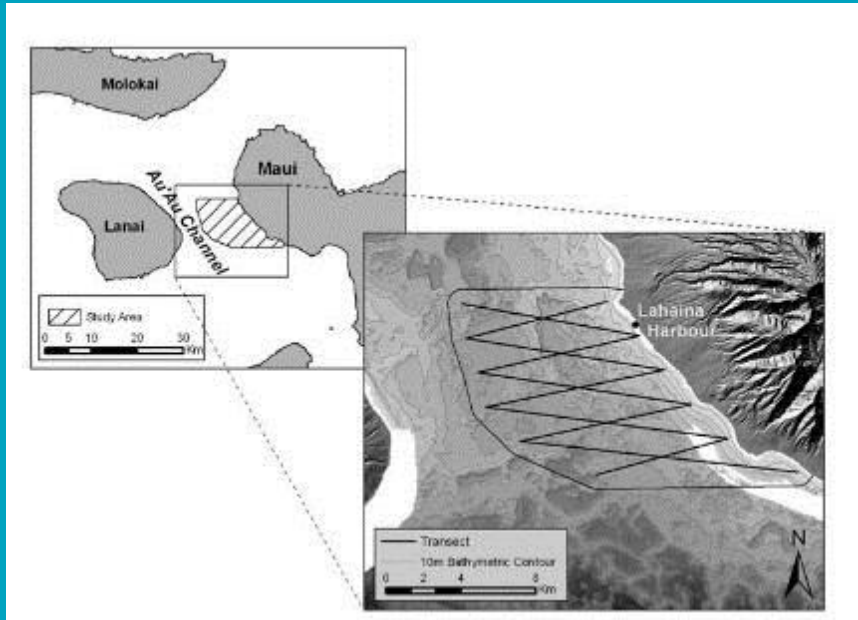 Molokai
Maui
Au'Au Channel
Lanai
Study Area
0 5 10 20 30
Km
Lahaina
Harbour
Transect
10m Bathymetric Contour
0 2 4 8
Km
N